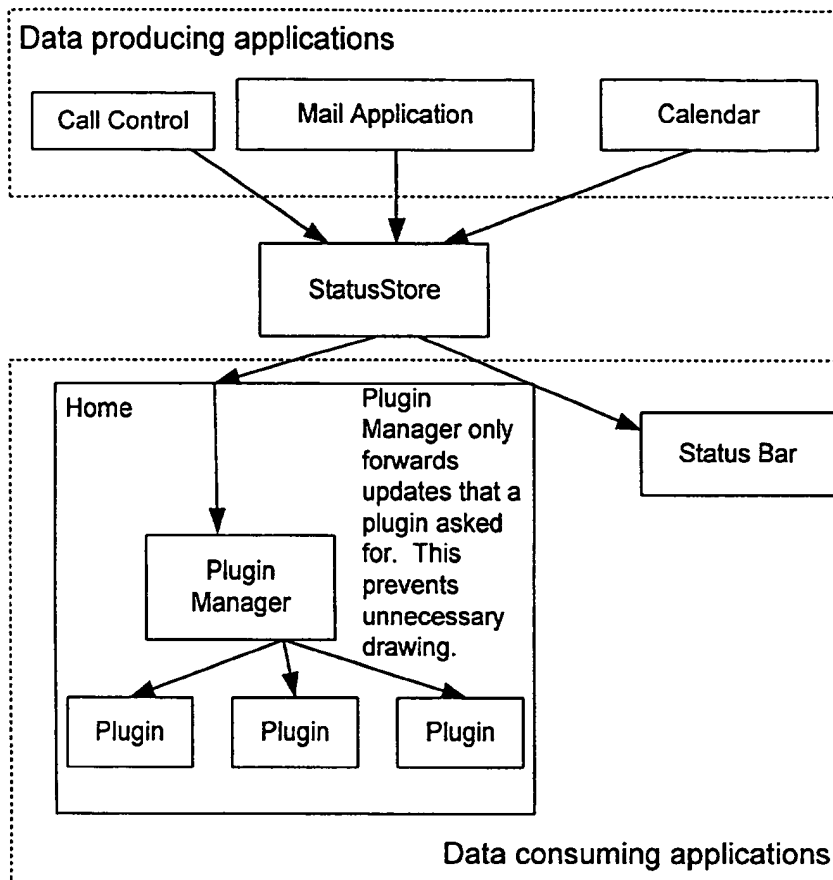 Data producing applications
Call Control
Mail Application
Calendar
StatusStore
Home
Plugin
Manager only
forwards
updates that a
plugin asked
for. This
prevents
unnecessary
drawing.
Status Bar
Plugin
Manager
Plugin
Plugin
Plugin
Data consuming applications